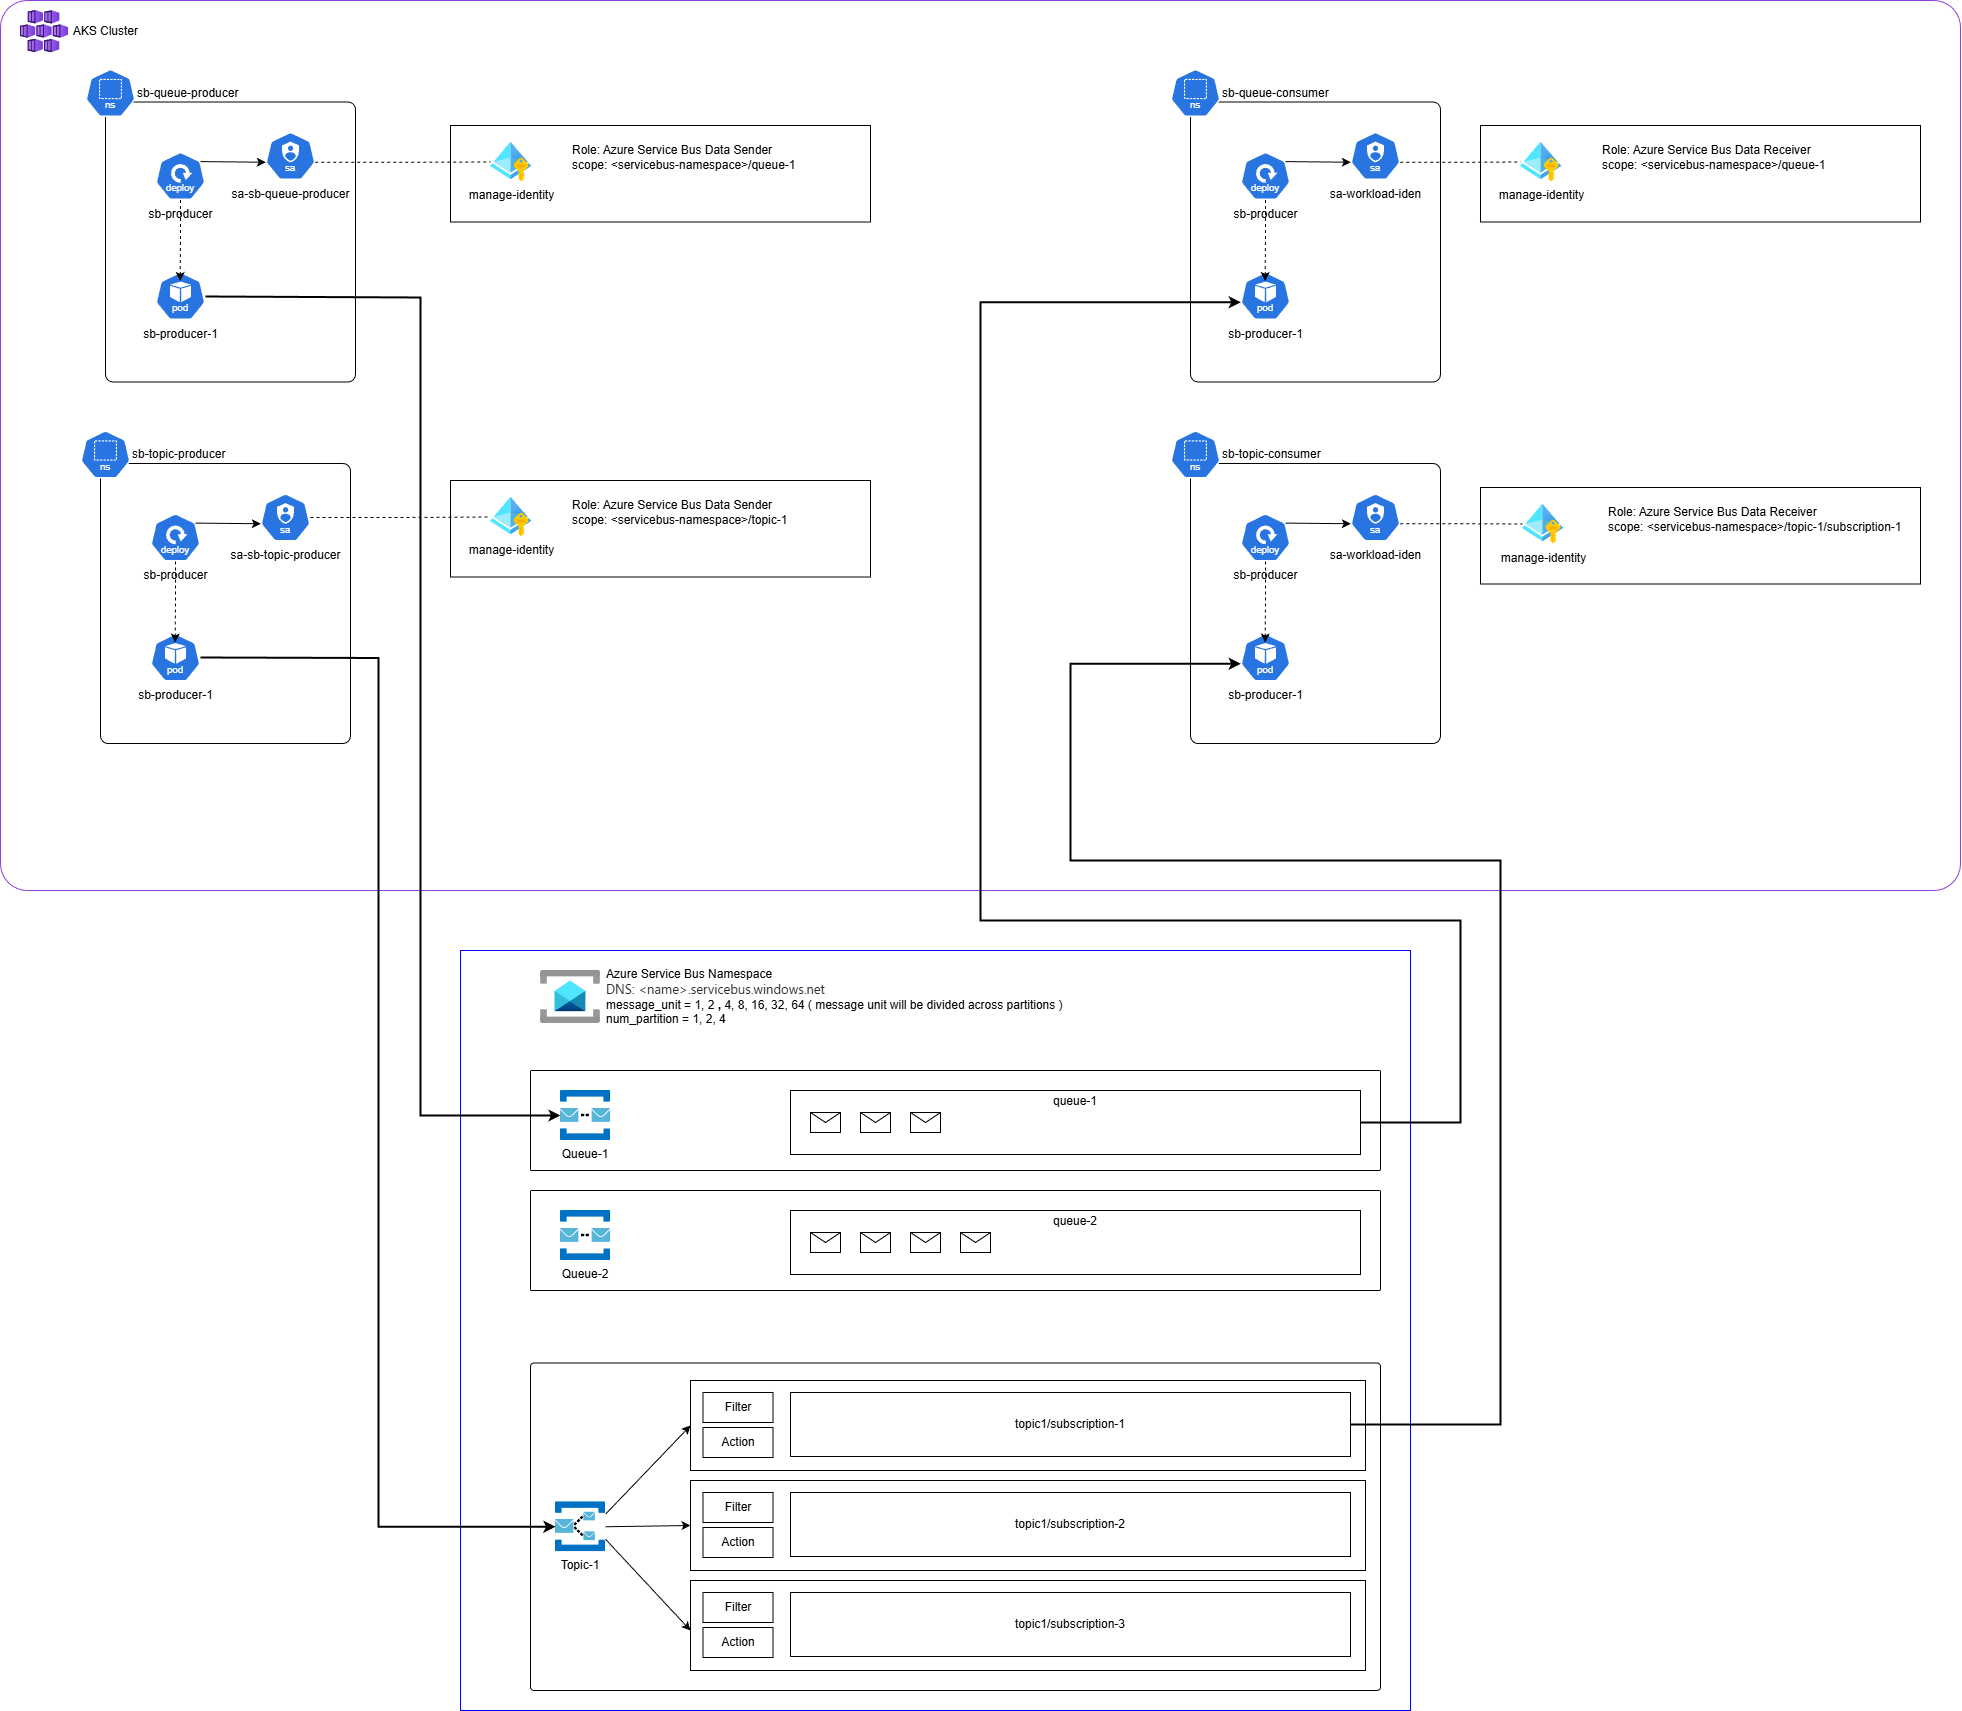 AKS Cluster
ns
sb-queue-producer
deploy
sb-producer
sa
sa-sb-queue-producer
pod
sb-producer-1
manage-identity
Role: Azure Service Bus Data Sender
scope: <servicebus-namespace>/queue-1
ns
sb-queue-consumer
deploy
sb-producer
sa
sa-workload-iden
pod
sb-producer-1
manage-identity
Role: Azure Service Bus Data Receiver
scope: <servicebus-namespace>/queue-1
ns
sb-topic-producer
deploy
sb-producer
sa
sa-sb-topic-producer
pod
sb-producer-1
manage-identity
Role: Azure Service Bus Data Sender
scope: <servicebus-namespace>/topic-1
ns
sb-topic-consumer
deploy
sb-producer
sa
sa-workload-iden
pod
sb-producer-1
manage-identity
Role: Azure Service Bus Data Receiver
scope: <servicebus-namespace>/topic-1/subscription-1
Azure Service Bus Namespace
DNS: <name>.servicebus.windows.net
message_unit = 1, 2 , 4, 8, 16, 32, 64 ( message unit will be divided across partitions )
num_partition = 1, 2, 4
Queue-1
queue-1
Queue-2
queue-2
Topic-1
Filter
Action
topic1/subscription-1
Filter
Action
topic1/subscription-2
Filter
Action
topic1/subscription-3